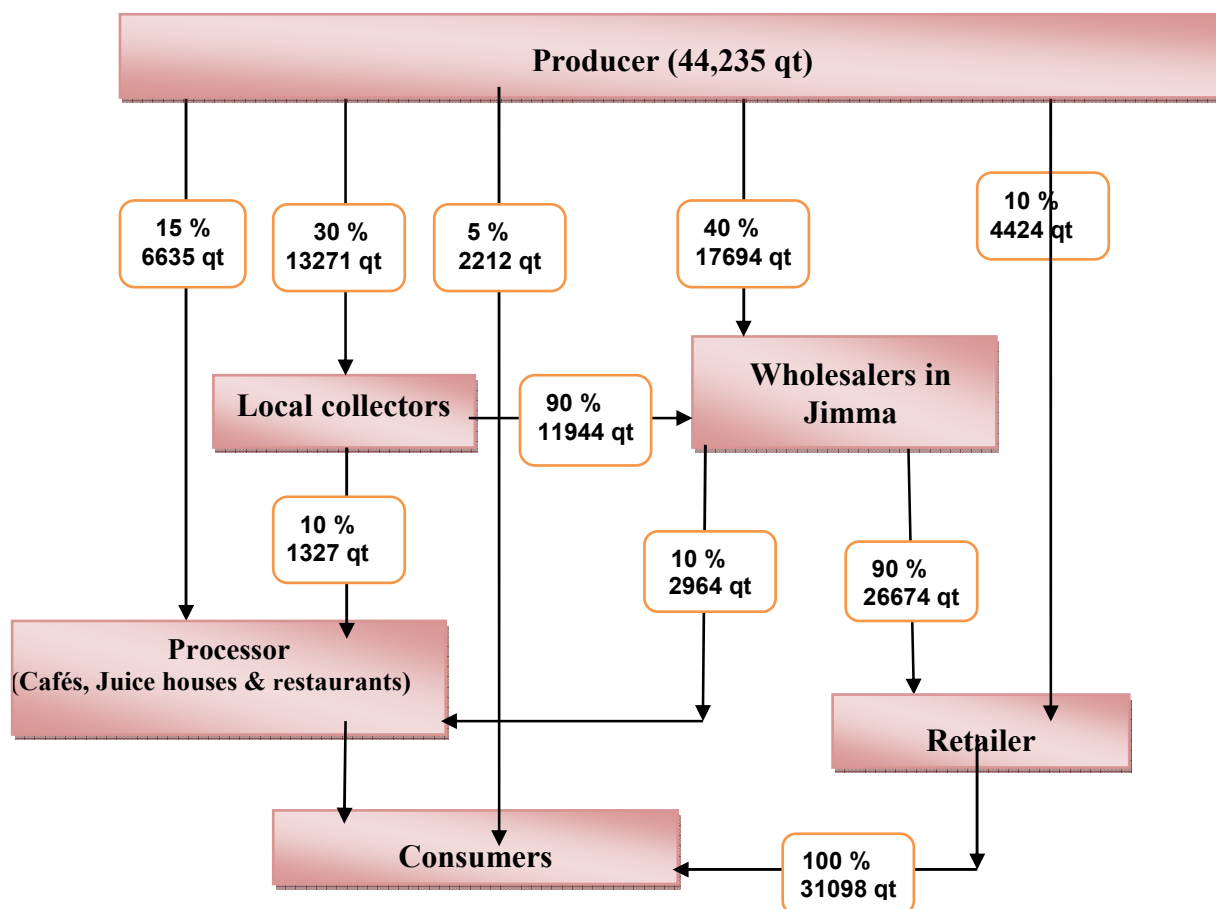 Producer (44,235 qt)
15 %
6635 qt
30 %
13271 qt
5 %
2212 qt
40 %
17694 qt
10 %
4424 qt
Local collectors
90 %
11944 qt
Wholesalers in
Jimma
10 %
1327 qt
10 %
2964 qt
90 %
26674 qt
Processor
(Cafés, Juice houses & restaurants)
Retailer
Consumers
100 %
31098 qt